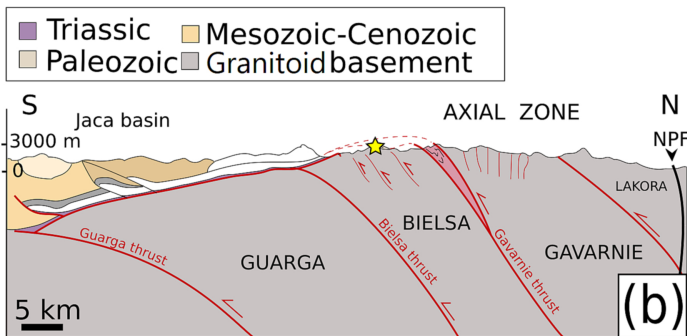 Triassic
Mesozoic-Cenozoic
Paleozoic
Granitoid basement
S
N
Jaca basin
AXIAL ZONE
NPF
3000 m
0
LAKORA
BIELSA
GUARGA
GAVARNIE
Guarga thrust
Bielsa thrust
Gavarnie thrust
5 km
(b)